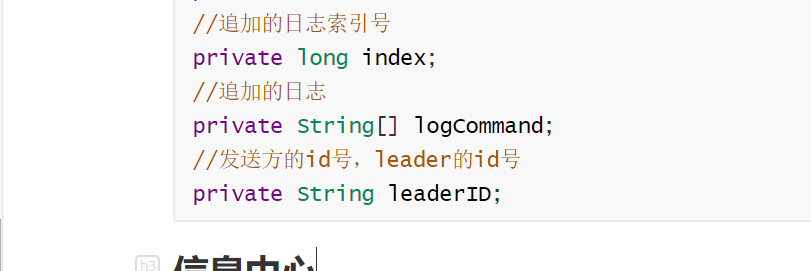 //追加的日志索引号
private long index;
//追加的日志
private String[] logCommand;
//发送方的id号，leader的id号
private String leaderID;
h3 信息中心